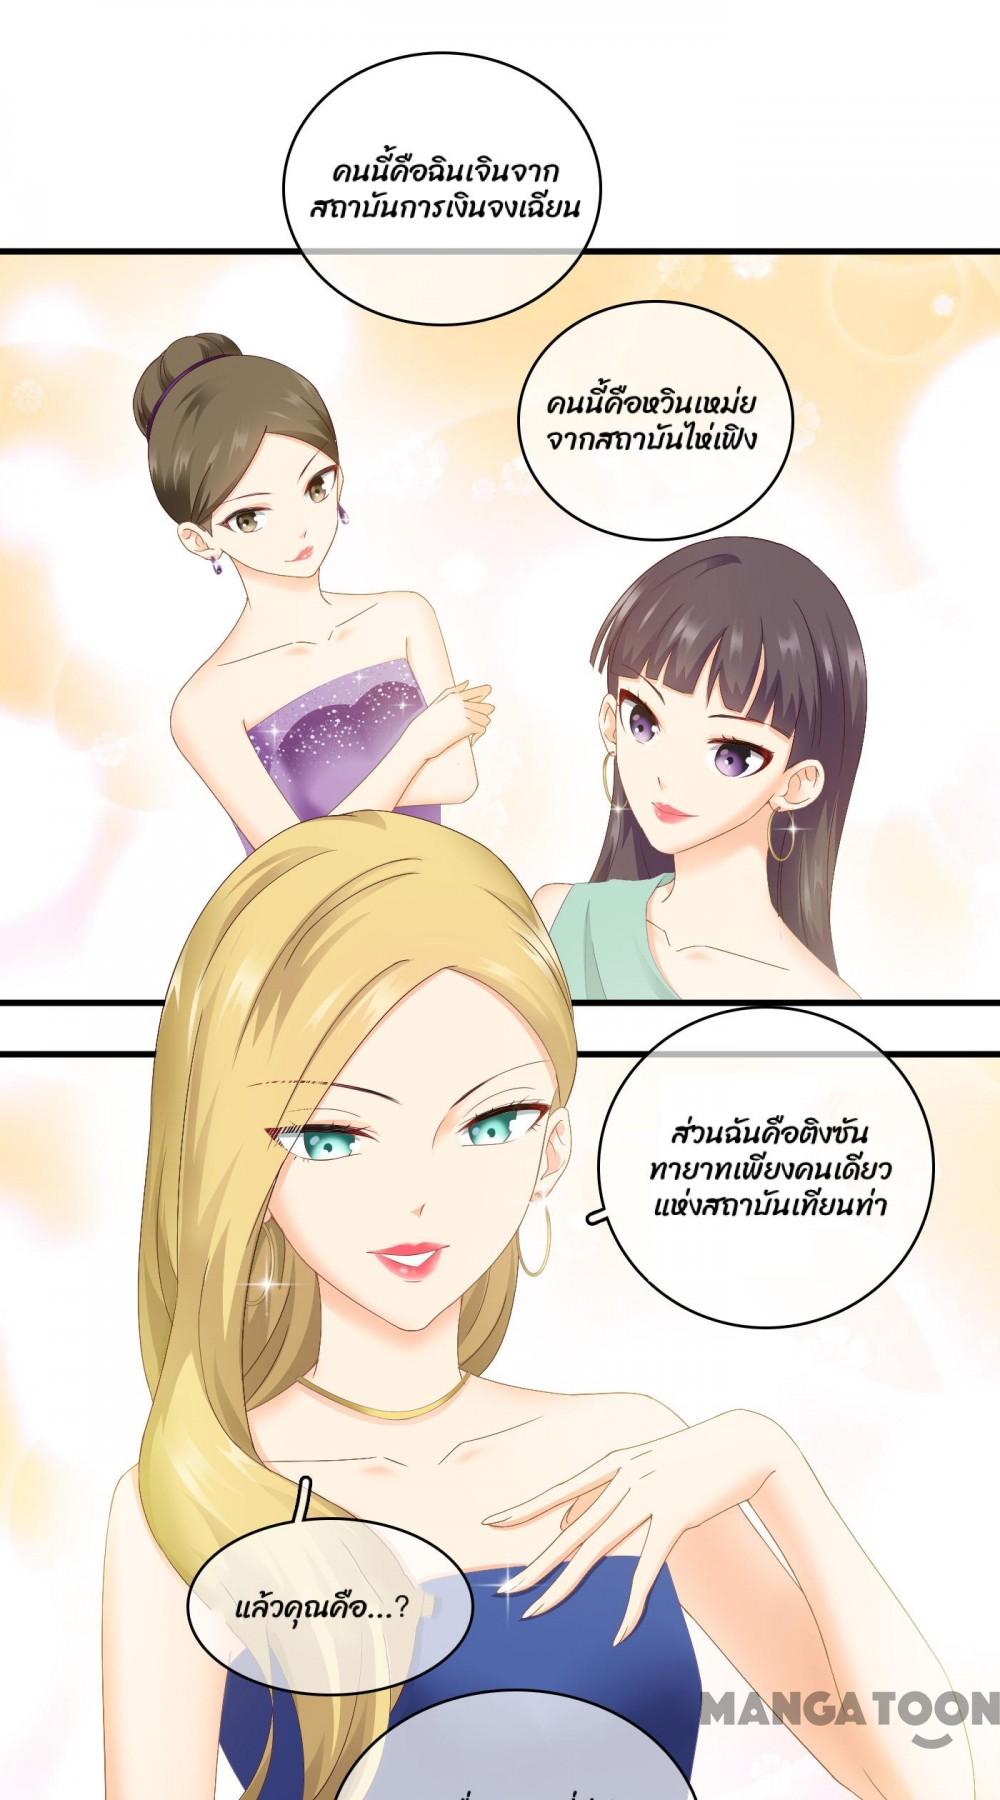 คนนี้คือฉินเจินจาก
สถาบันการเงินจงเฉียน
คนนี้คือหวินเหม่ย
จากสถาบันไห่เฟิง
ส่วนฉันคือติงซัน
ทายาทเพียงคนเดียว
แห่งสถาบันเทียนท่า
แล้วคุณคือ...?
MANGATOON